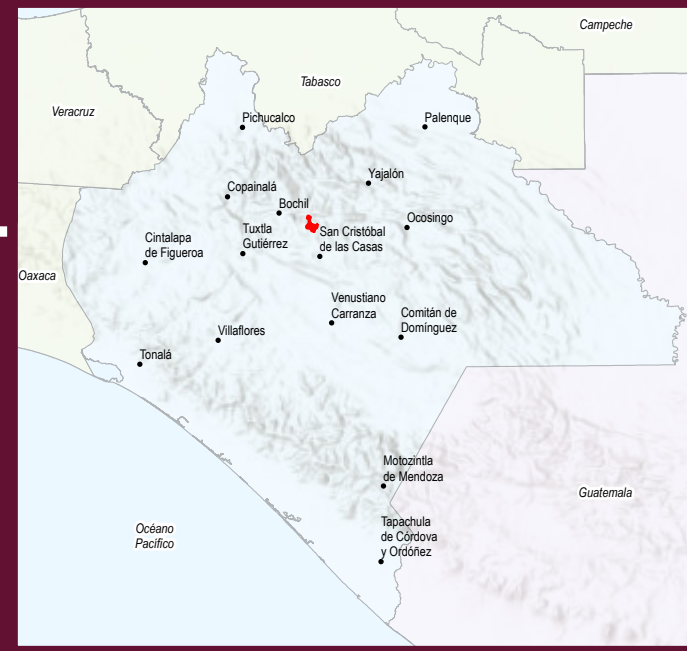 Campeche
Tabasco
Veracruz
Pichucalco
Palenque
Yajalón
Copainalá
Bochil
Ocosingo
Tuxtla
Gutiérrez
San Cristóbal
de las Casas
Cintalapa
de Figueroa
Oaxaca
Venustiano
Carranza
Comitán de
Domínguez
Villaflores
Tonalá
Motozintla
de Mendoza
Guatemala
Océano
Pacífico
Tapachula
de Córdova
y Ordóñez